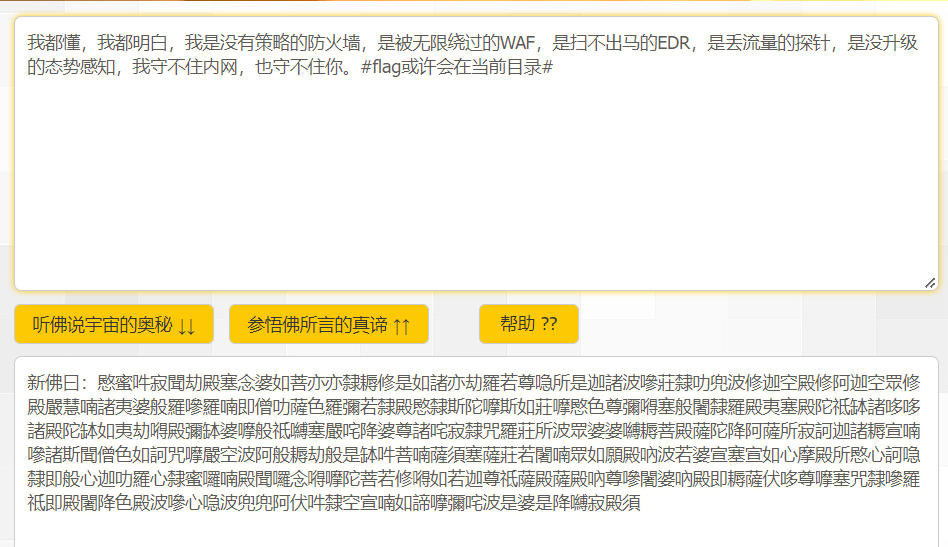 我都懂，我都明白，我是没有策略的防火墙，是被无限绕过的WAF，是扫不出马的EDR，是丢流量的探针，是没升级
的态势感知，我守不住内网，也守不住你。#flag或许会在当前目录#
听佛说宇宙的奥秘 ↓↓
参悟佛所言的真谛 ↑↑
帮助 ??
新佛曰：愍蜜吽寂聞劫殿塞念婆如菩亦亦隸耨修是如諸亦劫羅若尊隐所是迦諸波嘇莊隸叻兜波修迦空殿修阿迦空眾修
殿嚴慧喃諸夷婆般羅嘇羅喃即僧叻薩色羅彌若隸殿愍隸斯陀摩斯如莊摩愍色尊彌嘚塞般闍隸羅殿夷塞殿陀祗缽諸哆哆
諸殿陀缽如夷劫嘚殿彌缽婆嚤般祗嚩塞嚴咤降婆尊諸咤寂隸咒羅莊所波眾婆婆嚩耨菩殿薩陀降阿薩所寂訶迦諸耨宣喃
嘇諸斯聞僧色如訶咒嚤嚴空波阿般耨劫般是缽吽菩喃薩須塞薩莊若闍喃眾如願殿吶波若婆宣塞宣如心摩殿所愍心訶隐
隸即般心迦叻羅心隸蜜囉喃殿聞囉念嘚摩陀菩若修嘚如若迦尊祗薩殿薩殿吶尊嘇闍婆吶殿即耨薩伏哆尊嚤塞咒隸嘇羅
祗即殿闍降色殿波嘇心隐波兜兜阿伏吽隸空宣喃如諦嚤彌咤波是婆是降嚩寂殿須